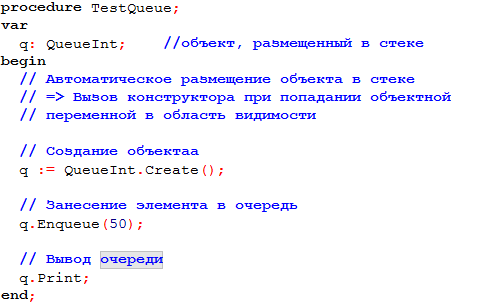 procedure TestQueue;
var
  q: QueueInt;    //объект, размещенный в стеке
begin
  // Автоматическое размещение объекта в стеке
  // => Вызов конструктора при попадании объектной
  // переменной в область видимости

  // Создание объектаа
  q := QueueInt.Create();

  // Занесение элемента в очередь
  q.Enqueue(50);

  // Вывод очереди
  q.Print;
end;